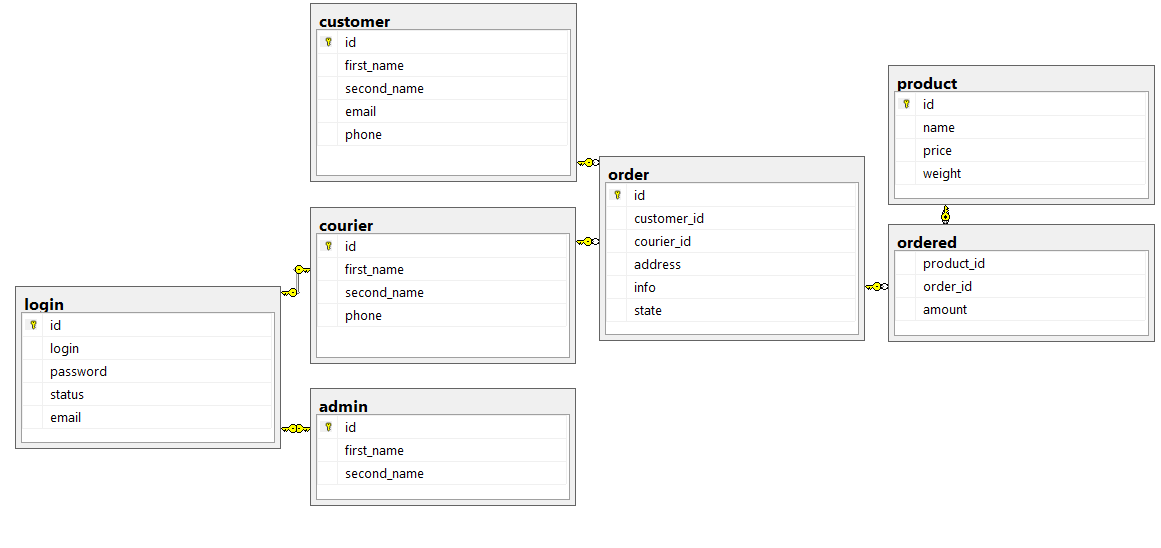 customer
id
first_name
second_name
email
phone
courier
id
first_name
second_name
phone
login
id
login
password
status
email
admin
id
first_name
second_name
order
id
customer_id
courier_id
address
info
state
product
id
name
price
weight
ordered
product_id
order_id
amount